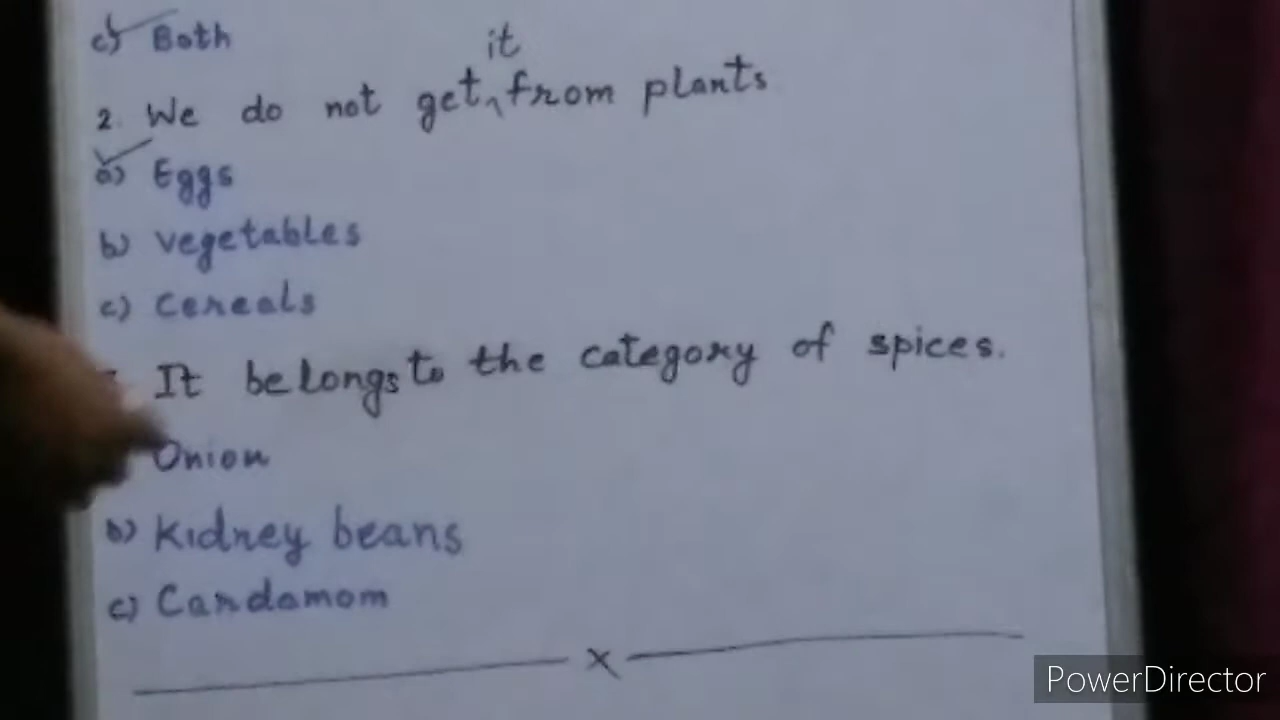 c) Both
it
2. We do not get^from plants
a) Eggs
b) vegetables
c) cereals
It belongs to the category of spices.
Onion
b) Kidney beans
c) Cardamom
x
PowerDirector